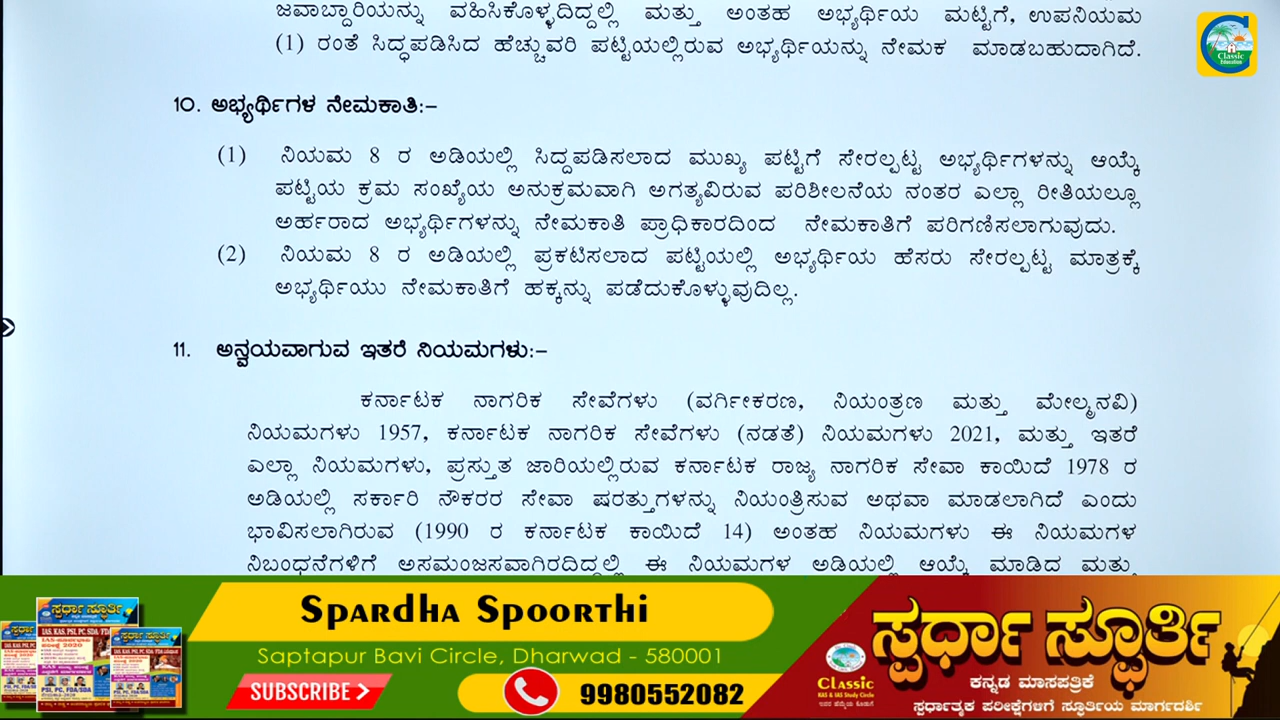 ಜವಾಬ್ದಾರಿಯನ್ನು ವಹಿಸಿಕೊಳ್ಳದಿದ್ದಲ್ಲಿ ಮತ್ತು ಅಂತಹ ಅಭ್ಯರ್ಥಿಯ ಮಟ್ಟಿಗೆ, ಉಪನಿಯಮ
(1) ರಂತೆ ಸಿದ್ಧಪಡಿಸಿದ ಹೆಚ್ಚುವರಿ ಪಟ್ಟಿಯಲ್ಲಿರುವ ಅಭ್ಯರ್ಥಿಯನ್ನು ನೇಮಕ ಮಾಡಬಹುದಾಗಿದೆ.
Classic
Education
10. ಅಭ್ಯರ್ಥಿಗಳ ನೇಮಕಾತಿ:–
(1) ನಿಯಮ 8 ರ ಅಡಿಯಲ್ಲಿ ಸಿದ್ದಪಡಿಸಲಾದ ಮುಖ್ಯ ಪಟ್ಟಿಗೆ ಸೇರಲ್ಪಟ್ಟ ಅಭ್ಯರ್ಥಿಗಳನ್ನು ಆಯ್ಕೆ
ಪಟ್ಟಿಯ ಕ್ರಮ ಸಂಖ್ಯೆಯ ಅನುಕ್ರಮವಾಗಿ ಅಗತ್ಯವಿರುವ ಪರಿಶೀಲನೆಯ ನಂತರ ಎಲ್ಲಾ ರೀತಿಯಲ್ಲೂ
ಅರ್ಹರಾದ ಅಭ್ಯರ್ಥಿಗಳನ್ನು ನೇಮಕಾತಿ ಪ್ರಾಧಿಕಾರದಿಂದ ನೇಮಕಾತಿಗೆ ಪರಿಗಣಿಸಲಾಗುವುದು.
(2) ನಿಯಮ 8 ರ ಅಡಿಯಲ್ಲಿ ಪ್ರಕಟಿಸಲಾದ ಪಟ್ಟಿಯಲ್ಲಿ ಅಭ್ಯರ್ಥಿಯ ಹೆಸರು ಸೇರಲ್ಪಟ್ಟ ಮಾತ್ರಕ್ಕೆ
ಅಭ್ಯರ್ಥಿಯು ನೇಮಕಾತಿಗೆ ಹಕ್ಕನ್ನು ಪಡೆದುಕೊಳ್ಳುವುದಿಲ್ಲ.
11. ಅನ್ವಯವಾಗುವ ಇತರೆ ನಿಯಮಗಳು:–
ಕರ್ನಾಟಕ ನಾಗರಿಕ ಸೇವೆಗಳು (ವರ್ಗೀಕರಣ, ನಿಯಂತ್ರಣ ಮತ್ತು ಮೇಲ್ಮನವಿ)
ನಿಯಮಗಳು 1957, ಕರ್ನಾಟಕ ನಾಗರಿಕ ಸೇವೆಗಳು (ನಡತೆ) ನಿಯಮಗಳು 2021, ಮತ್ತು ಇತರೆ
ಎಲ್ಲಾ ನಿಯಮಗಳು, ಪ್ರಸ್ತುತ ಜಾರಿಯಲ್ಲಿರುವ ಕರ್ನಾಟಕ ರಾಜ್ಯ ನಾಗರಿಕ ಸೇವಾ ಕಾಯಿದೆ 1978 ರ
ಅಡಿಯಲ್ಲಿ ಸರ್ಕಾರಿ ನೌಕರರ ಸೇವಾ ಷರತ್ತುಗಳನ್ನು ನಿಯಂತ್ರಿಸುವ ಅಥವಾ ಮಾಡಲಾಗಿದೆ ಎಂದು
ಭಾವಿಸಲಾಗಿರುವ (1990 ರ ಕರ್ನಾಟಕ ಕಾಯಿದೆ 14) ಅಂತಹ ನಿಯಮಗಳು ಈ ನಿಯಮಗಳ
ನಿಬಂಧನೆಗಳಿಗೆ ಅಸಮಂಜಸವಾಗಿರದಿದ್ದಲ್ಲಿ ಈ ನಿಯಮಗಳ ಅಡಿಯಲ್ಲಿ ಆಯ್ಕೆ ಮಾಡಿದ ಮತ್ತು
ಸ್ಪರ್ಧಾ ಸ್ಫೂರ್ತಿ
Spardha Spoorthi
Saptapur Bavi Circle, Dharwad - 580001
SUBSCRIBE
9980552082
Classic
KAS & IAS Study Circle
ಸ್ಪರ್ಧಾ ಸ್ಫೂರ್ತಿ
ಕನ್ನಡ ಮಾಸಪತ್ರಿಕೆ
ಸ್ಪರ್ಧಾತ್ಮಕ ಪರೀಕ್ಷೆಗಳಿಗೆ ಸ್ಫೂರ್ತಿಯ ಮಾರ್ಗದರ್ಶಿ